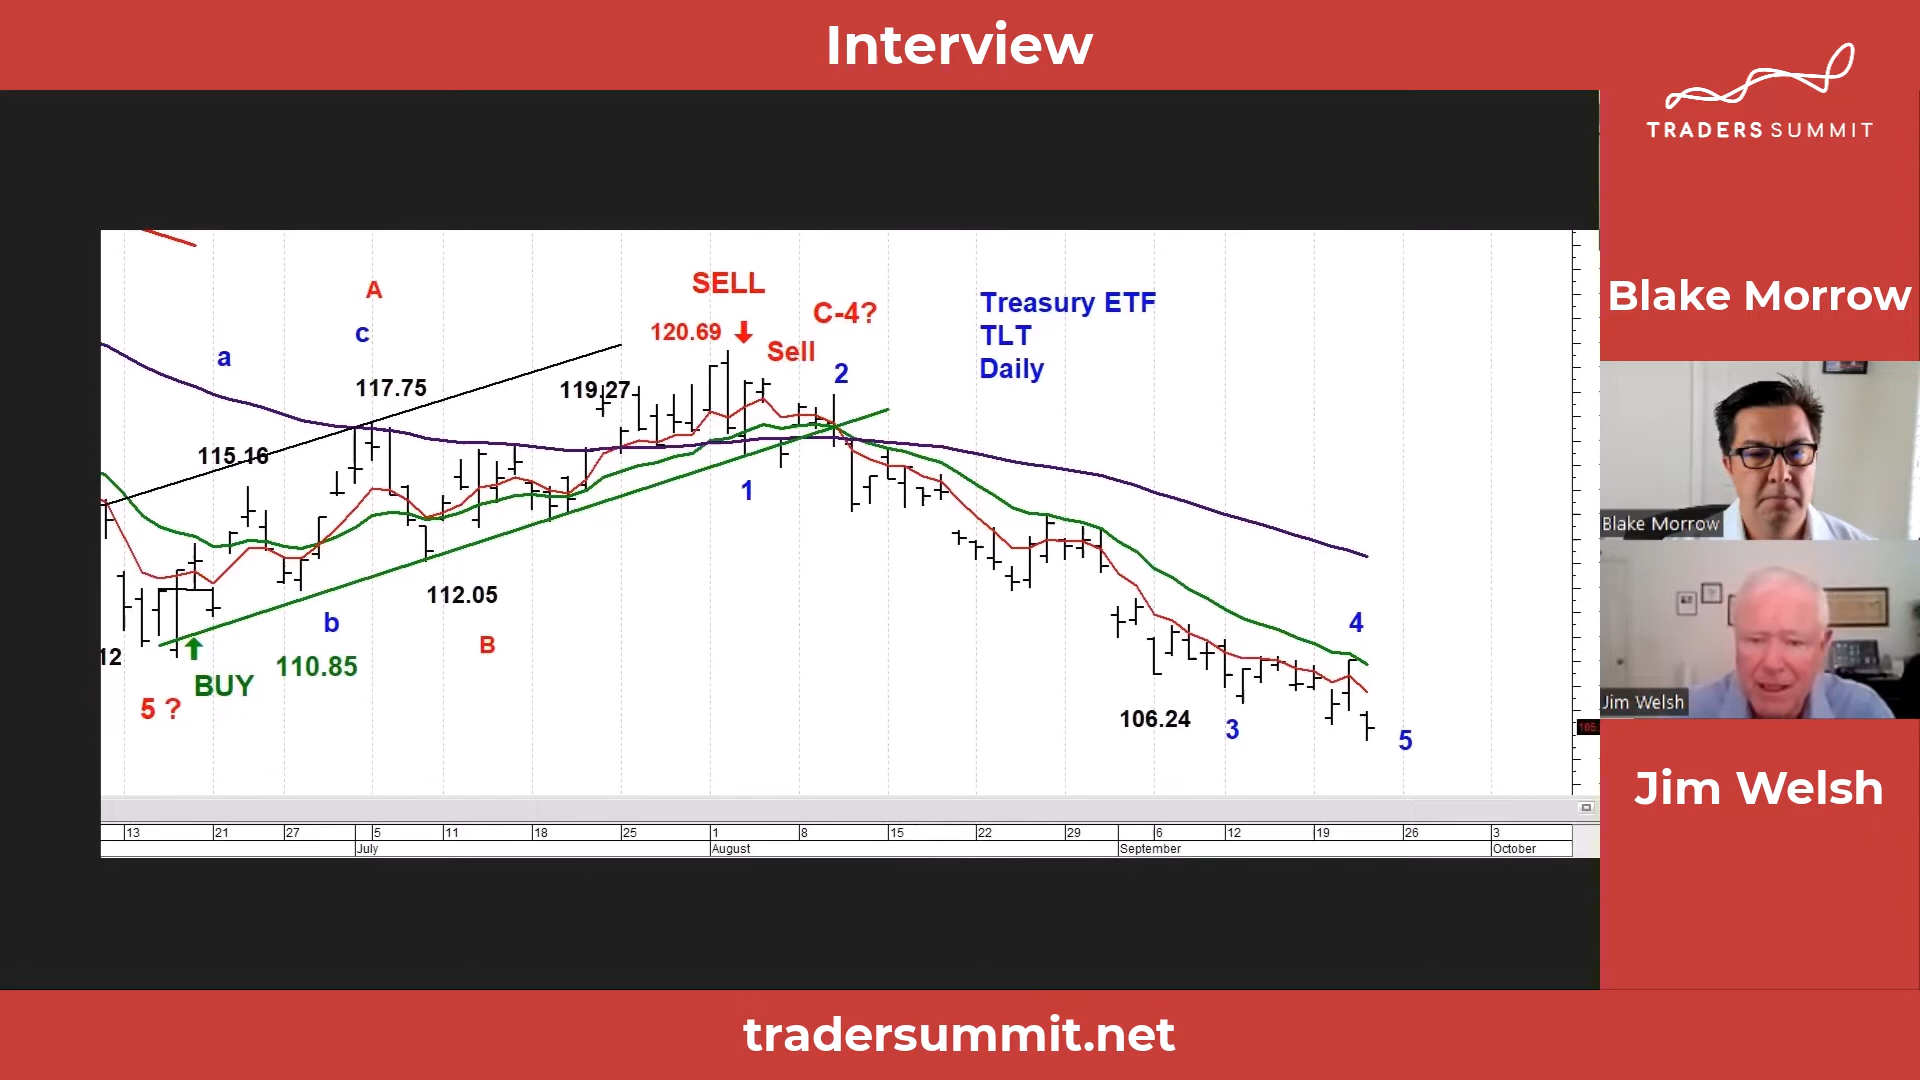 Interview
TRADERS SUMMIT
Blake Morrow
Blake Morrow
Jim Welsh
Jim Welsh
A
SELL
Treasury ETF
TLT
Daily
C-4?
c
120.69
Sell
a
2
117.75
119.27
115.16
1
112.05
b
B
4
12
110.85
BUY
5 ?
106.24
3
5
13 21 27 5 11 18 25 1 8 15 22 29 6 12 19 26 3
July August September October
tradersummit.net